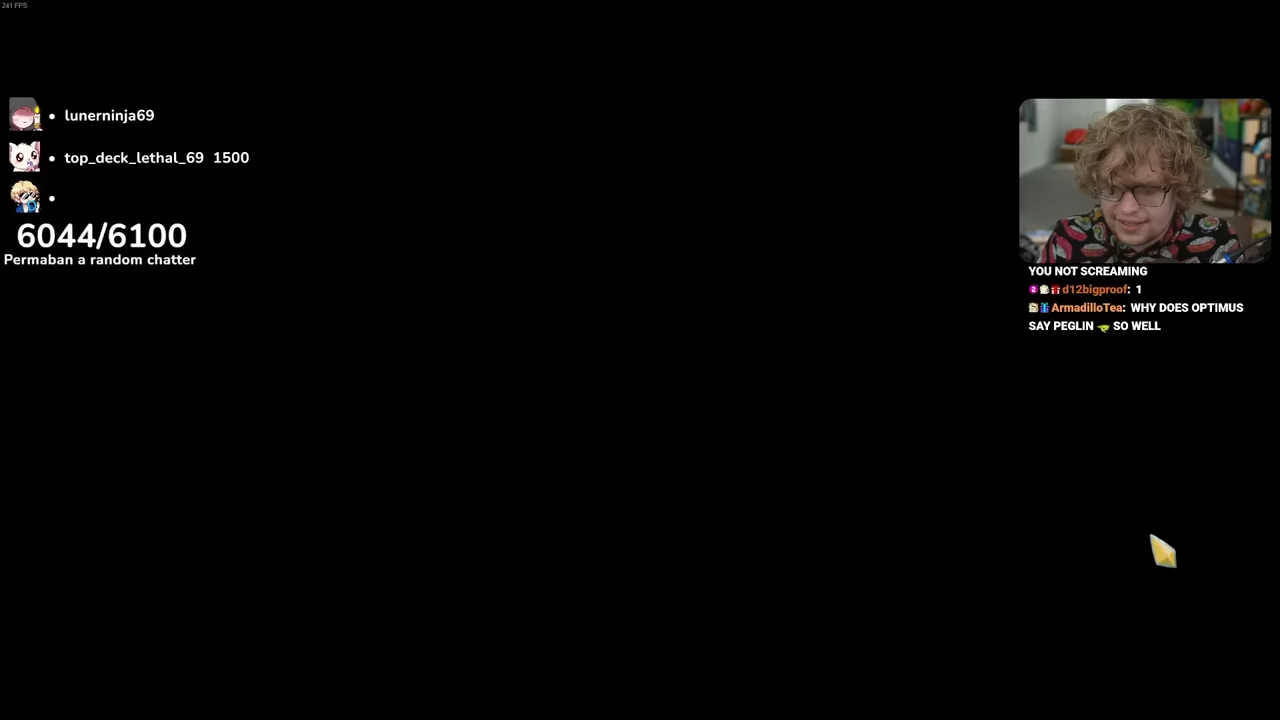 241 FPS
• lunerninja69
• top_deck_lethal_69 1500
•
6044/6100
Permaban a random chatter
YOU NOT SCREAMING
2 d12bigproof: 1
ArmadilloTea: WHY DOES OPTIMUS
SAY PEGLIN SO WELL